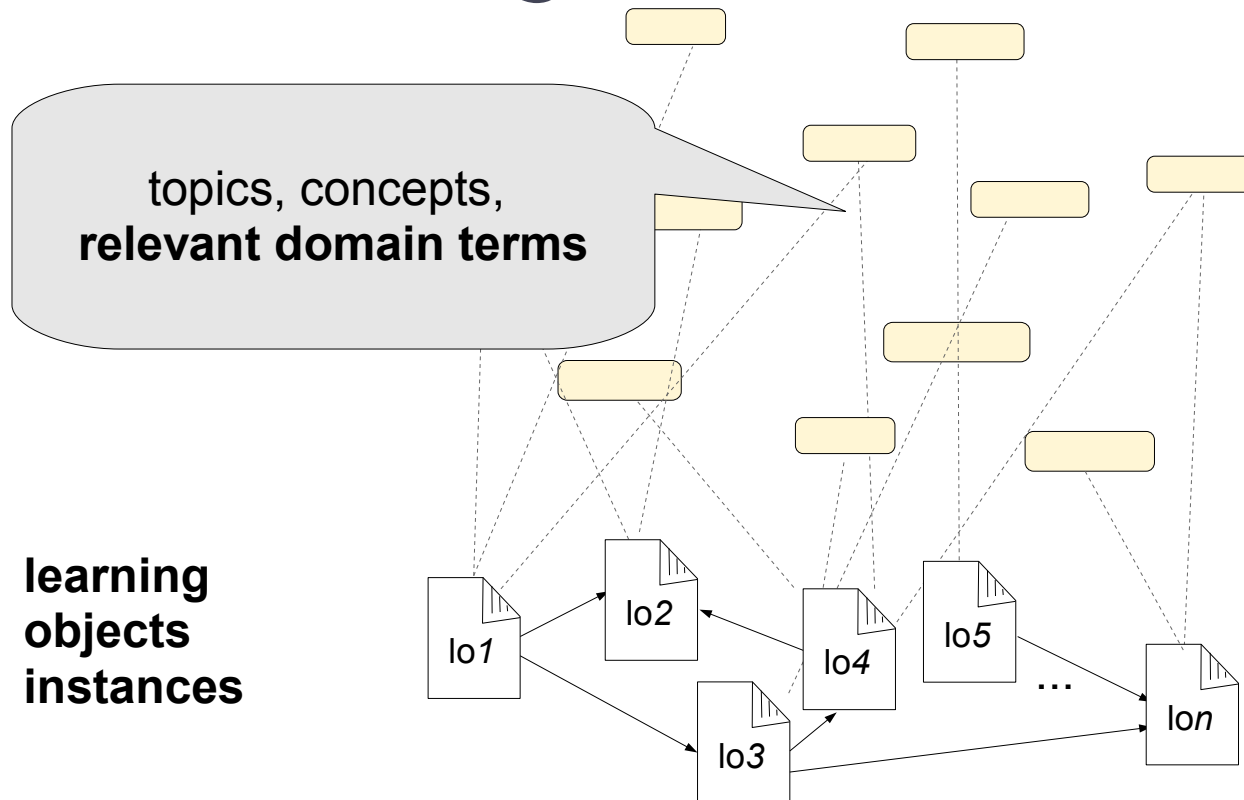 topics, concepts,
relevant domain terms
learning
objects
instances
lo1
lo2
lo3
lo4
lo5
...
lon